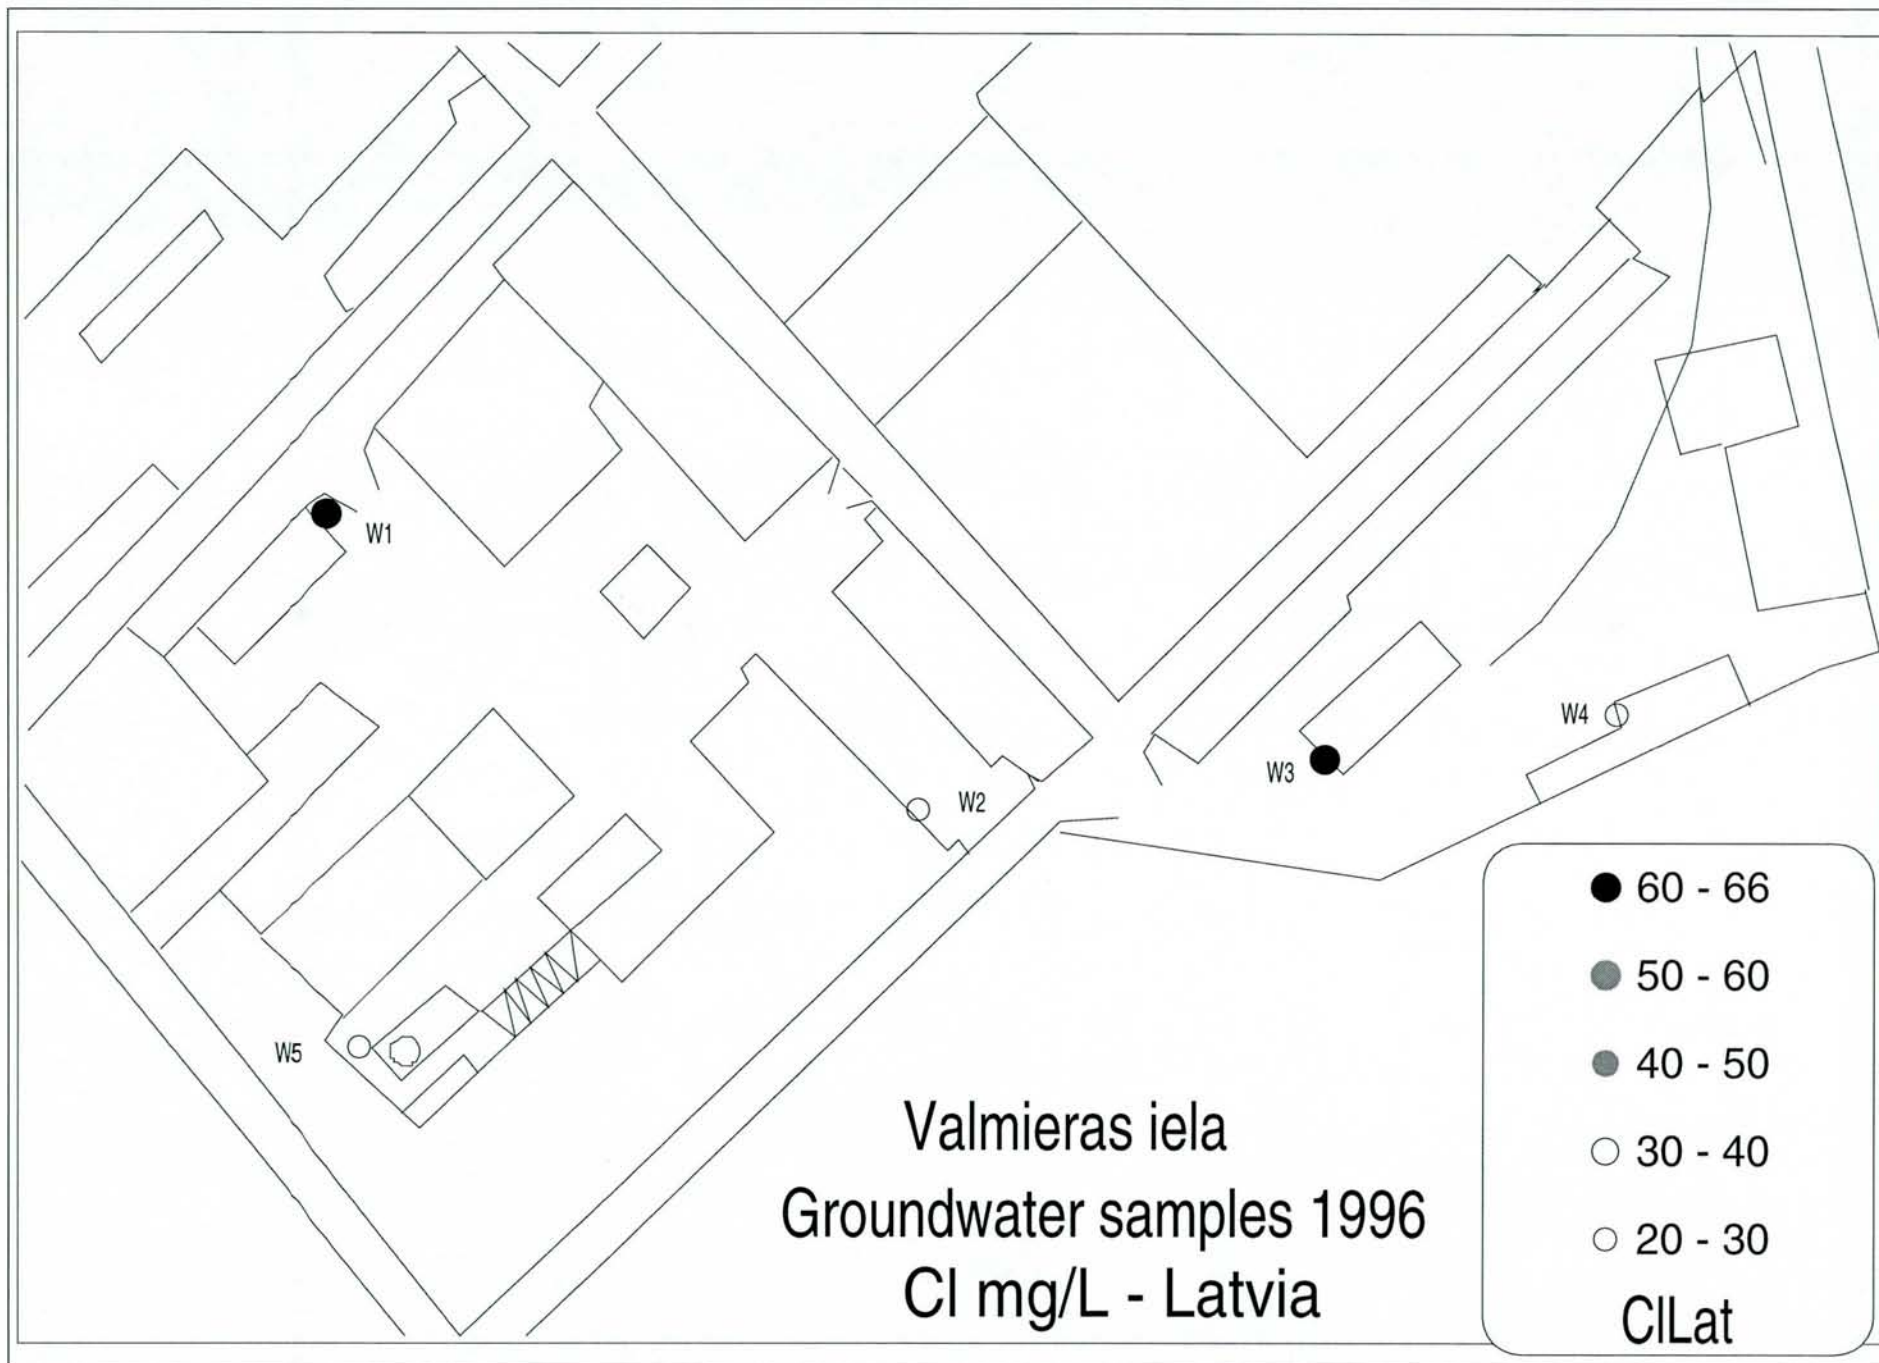 W1
W4
W3
W2
W5
60 - 66
50 - 60
40 - 50
30 - 40
20 - 30
ClLat
Valmieras iela
Groundwater samples 1996
Cl mg/L - Latvia